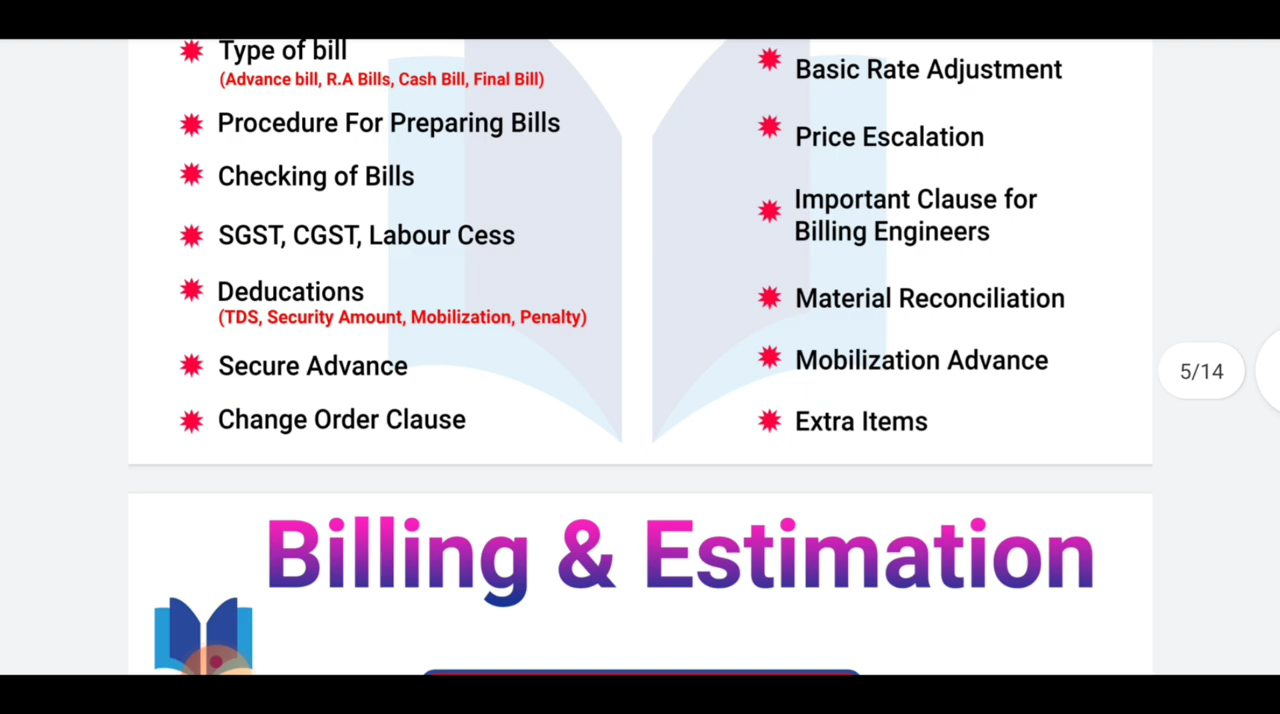 Type of bill
(Advance bill, R.A Bills, Cash Bill, Final Bill)
Procedure For Preparing Bills
Checking of Bills
SGST, CGST, Labour Cess
Deducations
(TDS, Security Amount, Mobilization, Penalty)
Secure Advance
Change Order Clause
Basic Rate Adjustment
Price Escalation
Important Clause for
Billing Engineers
Material Reconciliation
Mobilization Advance
Extra Items
5/14
Billing & Estimation